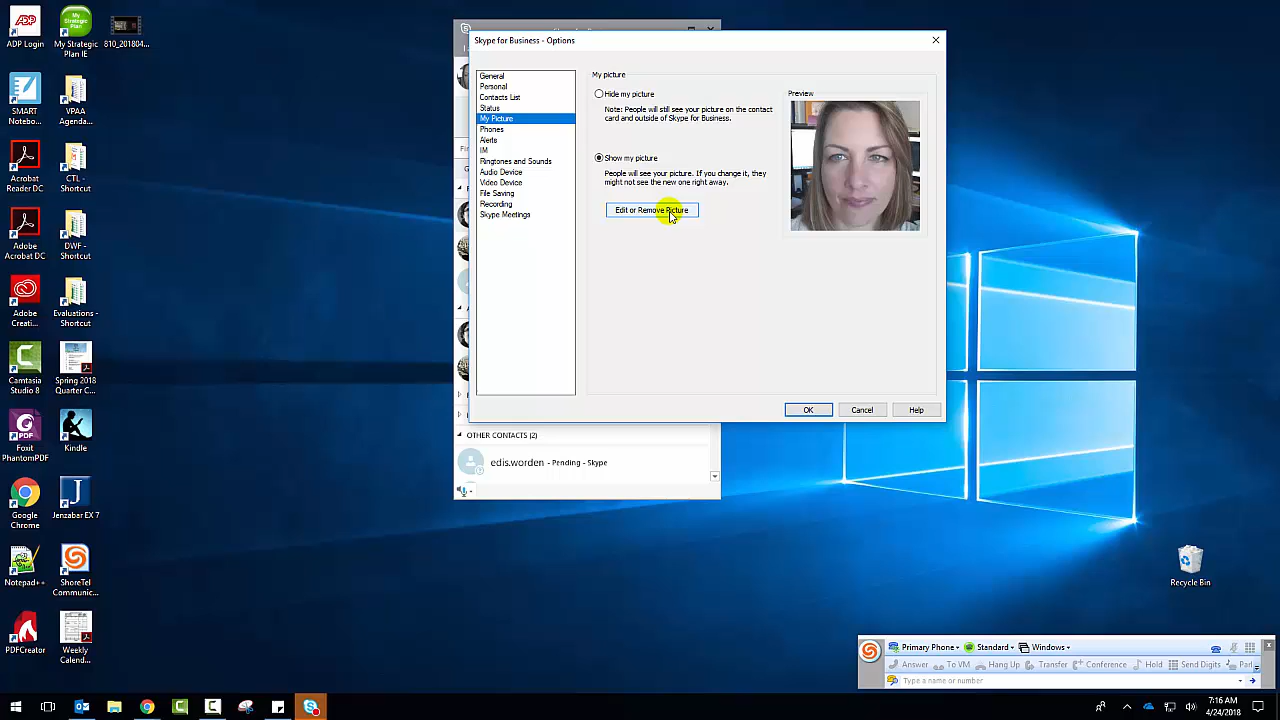 ADP Login
My Strategic
Plan IE
810_201804...
SMART
Notebo...
VPAA
Agenda...
Acrobat
Reader DC
CTL -
Shortcut
Adobe
Acrobat DC
DWF -
Shortcut
Adobe
Creati...
Evaluations -
Shortcut
Camtasia
Studio 8
Spring 2018
Quarter C...
Foxit
PhantomPDF
Kindle
Google
Chrome
Jenzabar EX 7
Notepad++
ShoreTel
Communic...
PDFCreator
Weekly
Calend...
Skype for Business - Options
General
Personal
Contacts List
Status
My Picture
Phones
Alerts
IM
Ringtones and Sounds
Audio Device
Video Device
File Saving
Recording
Skype Meetings
My picture
Hide my picture
Note: People will still see your picture on the contact
card and outside of Skype for Business.
Show my picture
People will see your picture. If you change it, they
might not see the new one right away.
Edit or Remove Picture
Preview
OK
Cancel
Help
OTHER CONTACTS (2)
edis.worden - Pending - Skype
Recycle Bin
Primary Phone
Standard
Windows
Answer
To VM
Hang Up
Transfer
Conference
Hold
Send Digits
Type a name or number
7:16 AM
4/24/2018